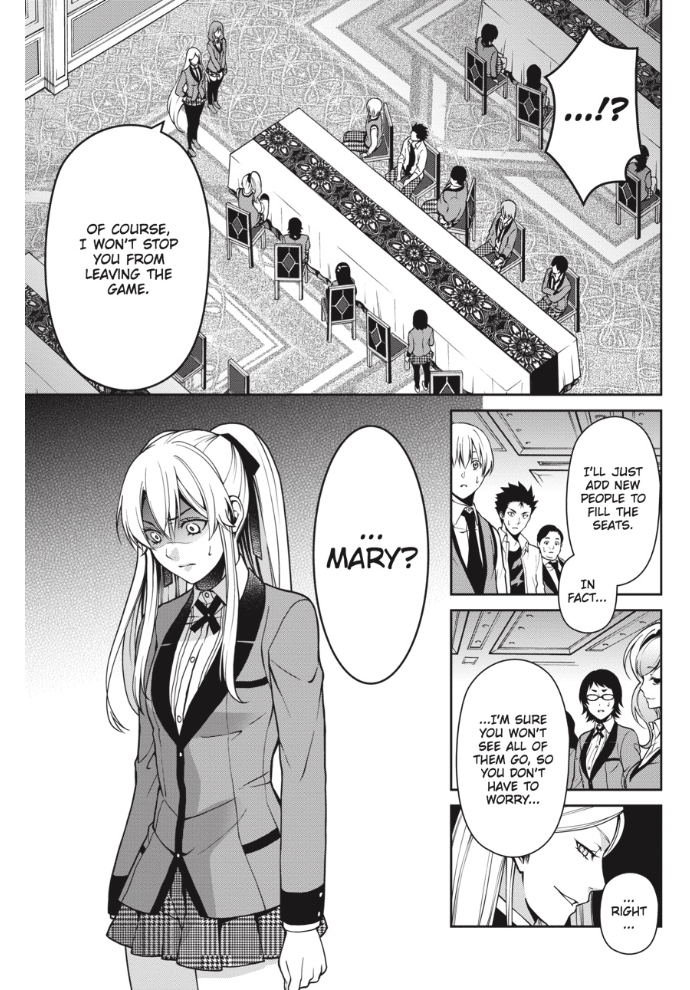 ...!?
OF COURSE,
I WON'T STOP
YOU FROM
LEAVING THE
GAME.
I'LL JUST
ADD NEW
PEOPLE TO
FILL THE
SEATS.
IN
FACT...
...I'M SURE
YOU WON'T
SEE ALL OF
THEM GO, SO
YOU DON'T
HAVE TO
WORRY...
...
RIGHT
...
...
MARY?